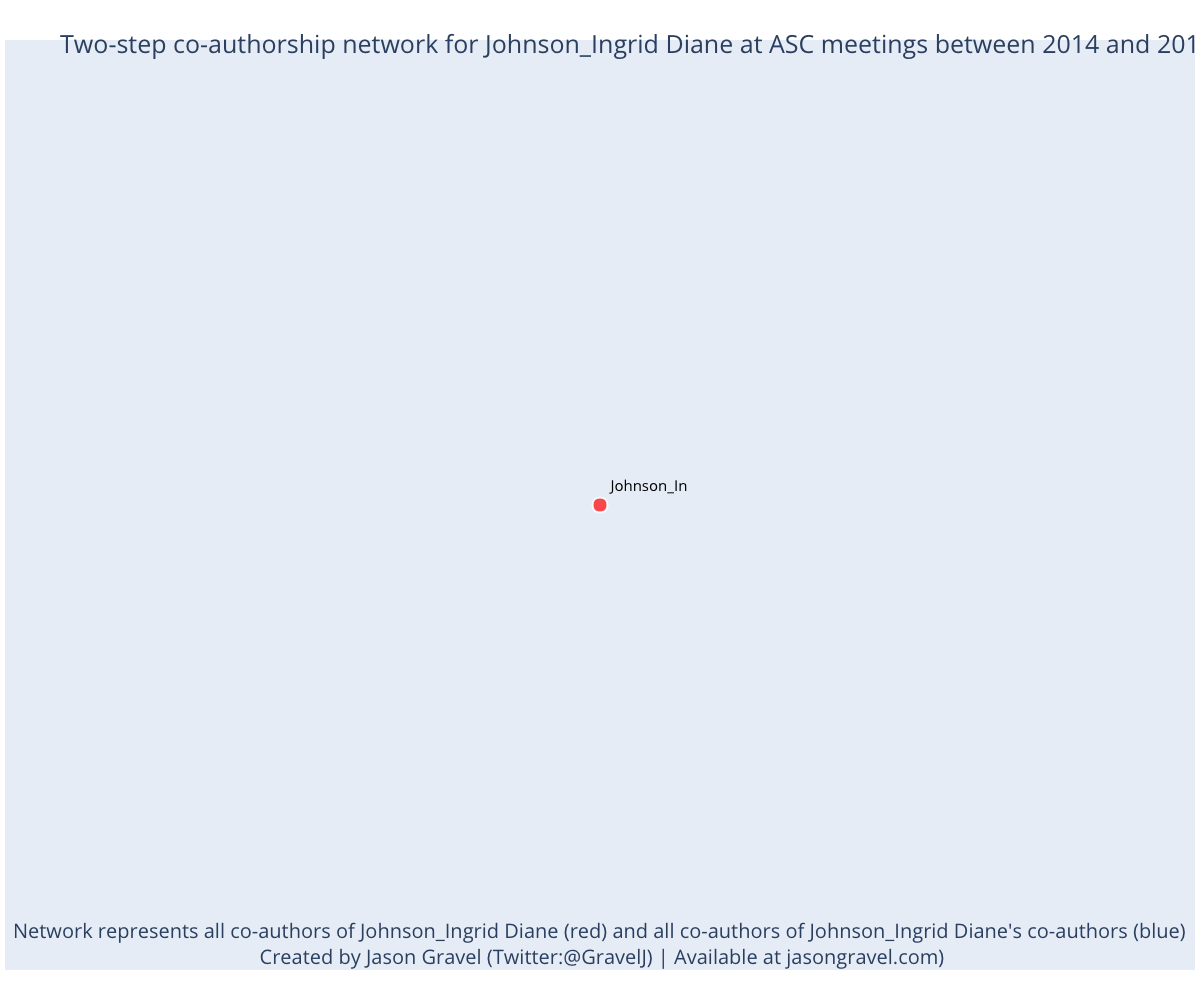 Two-step co-authorship network for Johnson_Ingrid Diane at ASC meetings between 2014 and 201
Johnson_In
Network represents all co-authors of Johnson_Ingrid Diane (red) and all co-authors of Johnson_Ingrid Diane's co-authors (blue)
Created by Jason Gravel (Twitter:@GravelJ) | Available at jasongravel.com)